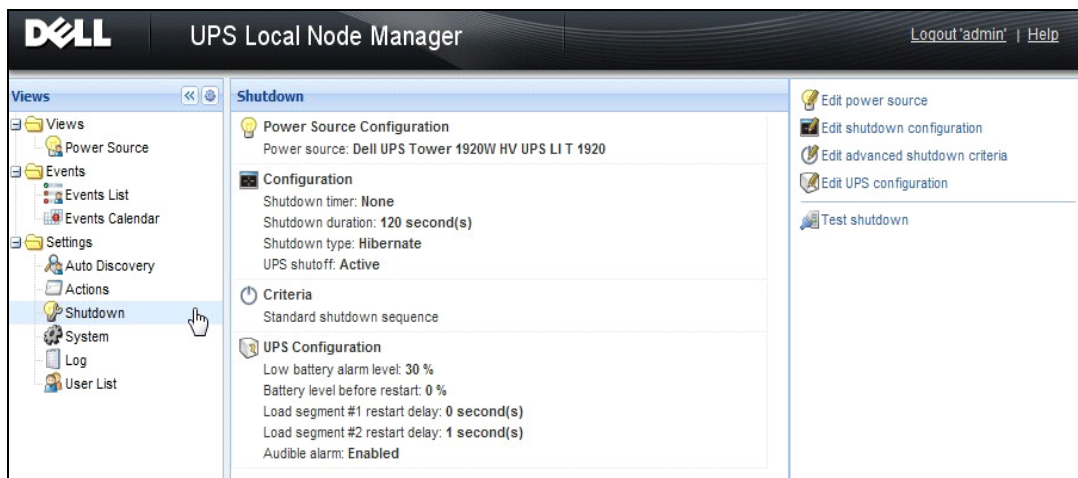 DELL
UPS Local Node Manager
Logout 'admin' | Help
Views
Views
Power Source
Events
Events List
Events Calendar
Settings
Auto Discovery
Actions
Shutdown
System
Log
User List
Shutdown
Power Source Configuration
Power source: Dell UPS Tower 1920W HV UPS LI T 1920
Configuration
Shutdown timer: None
Shutdown duration: 120 second(s)
Shutdown type: Hibernate
UPS shutoff: Active
Criteria
Standard shutdown sequence
UPS Configuration
Low battery alarm level: 30 %
Battery level before restart: 0 %
Load segment #1 restart delay: 0 second(s)
Load segment #2 restart delay: 1 second(s)
Audible alarm: Enabled
Edit power source
Edit shutdown configuration
Edit advanced shutdown criteria
Edit UPS configuration
Test shutdown